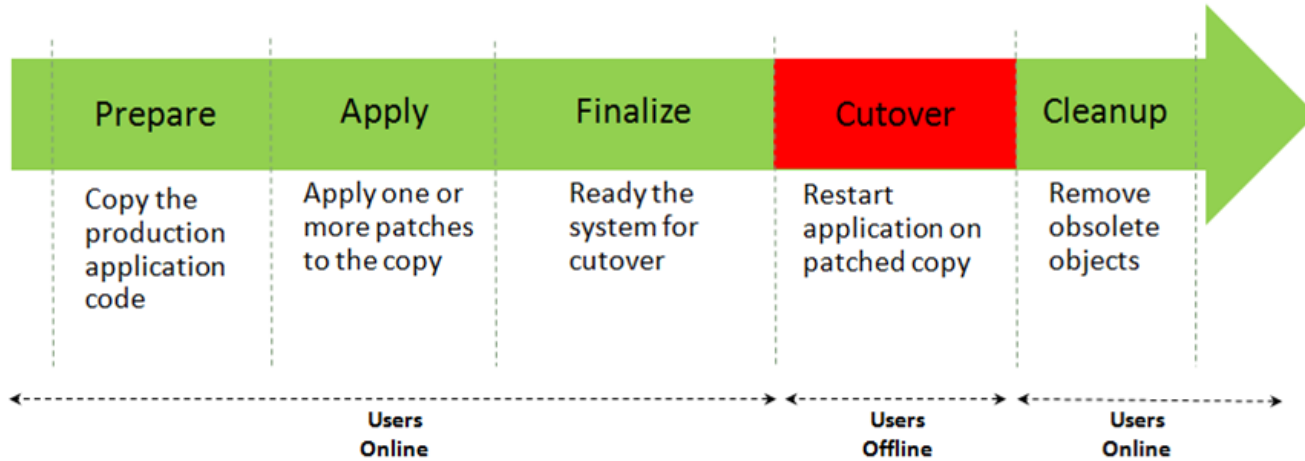 Prepare
Apply
Finalize
Cutover
Cleanup
Copy the
production
application
code
Apply one or
more patches
to the copy
Ready the
system for
cutover
Restart
application on
patched copy
Remove
obsolete
objects
Users
Online
Users
Offline
Users
Online